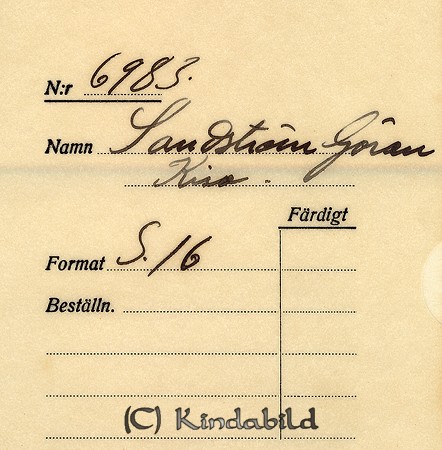 N:r 6983.
Namn Sandström Göran
Kisa.
Färdigt
Format S. 16
Beställn.
(C) Kindabild